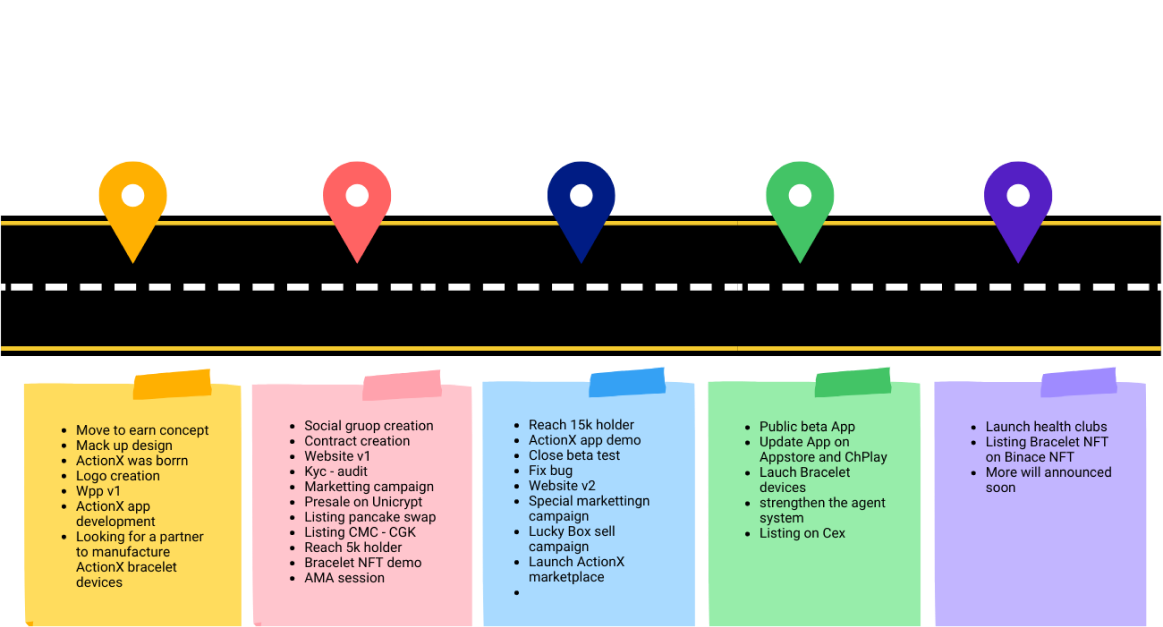 Move to earn concept
Mack up design
ActionX was borrn
Logo creation
Wpp v1
ActionX app
development
Looking for a partner
to manufacture
ActionX bracelet
devices
Social gruop creation
Contract creation
Website v1
Kyc - audit
Marketting campaign
Presale on Unicrypt
Listing pancake swap
Listing CMC - CGK
Reach 5k holder
Bracelet NFT demo
AMA session
Reach 15k holder
ActionX app demo
Close beta test
Fix bug
Website v2
Special markettingn
campaign
Lucky Box sell
campaign
Launch ActionX
marketplace
Public beta App
Update App on
Appstore and ChPlay
Lauch Bracelet
devices
strengthen the agent
system
Listing on Cex
Launch health clubs
Listing Bracelet NFT
on Binace NFT
More will announced
soon